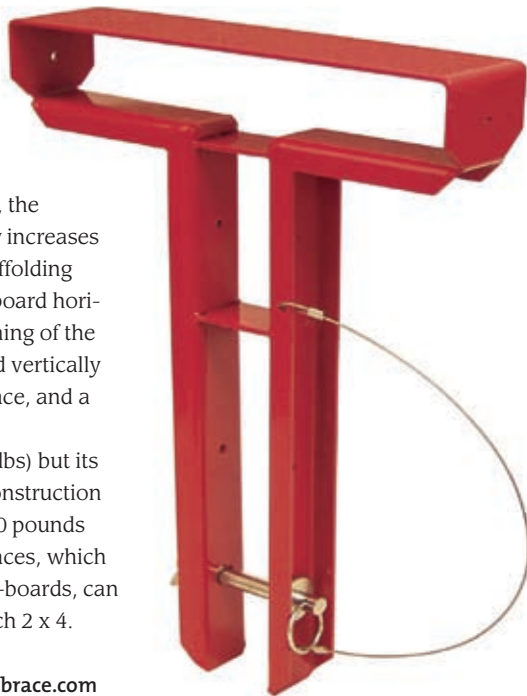 , the
increases
ffolding
board hori-
ning of the
d vertically
ace, and a
lbs) but its
onstruction
0 pounds
aces, which
-boards, can
ch 2 x 4.
brace.com